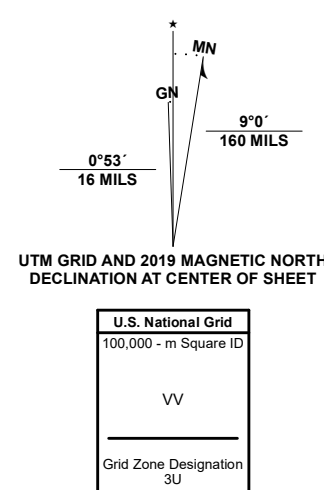 ★
MN
GN
9°0´
160 MILS
0°53´
16 MILS
UTM GRID AND 2019 MAGNETIC NORTH
DECLINATION AT CENTER OF SHEET
U.S. National Grid
100,000 - m Square ID
VV
Grid Zone Designation
3U